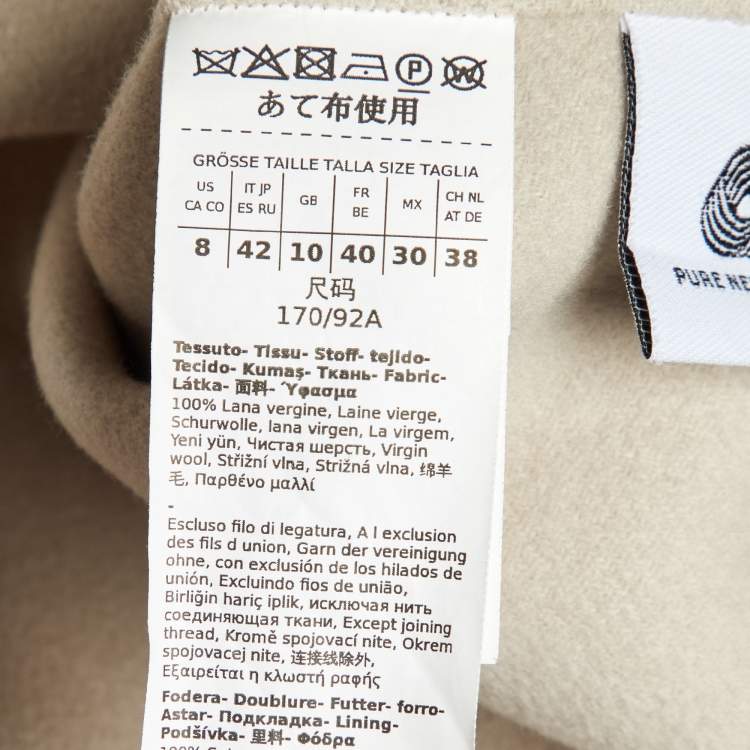 P W
あて布使用
GRÖSSE TAILLE TALLA SIZE TAGLIA
US CA CO IT JP ES RU GB FR BE MX CH NL AT DE
8 42 10 40 30 38
尺码
170/92A
Tessuto- Tissu- Stoff- tejido-
Tecido- Kumaş- Ткань- Fabric-
Látka- 面料- Ύφασμα
100% Lana vergine, Laine vierge,
Schurwolle, lana virgen, La virgem,
Yeni yün, Чистая шерсть, Virgin
wool, Střižní vlna, Strižná vlna, 绵羊
毛, Παρθένο μαλλί
-
Escluso filo di legatura, A l exclusion
des fils d union, Garn der vereinigung
ohne, con exclusión de los hilados de
unión, Excluindo fios de união,
Birliğin hariç iplik, исключая нить
соединяющая ткани, Except joining
thread, Kromě spojovací nite, Okrem
spojovacej nite, 连接线除外,
Εξαιρείται η κλωστή ραφής
Fodera- Doublure- Futter- forro-
Astar- Подкладка- Lining-
Podšívka- 里料- Φόδρα
PURE NE